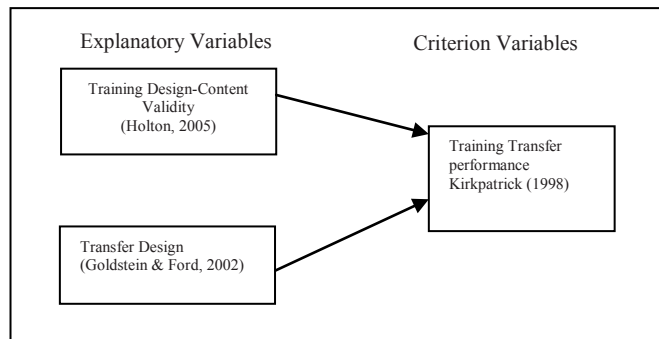 Explanatory Variables
Criterion Variables
Training Design-Content
Validity
(Holton, 2005)
Training Transfer
performance
Kirkpatrick (1998)
Transfer Design
(Goldstein & Ford, 2002)